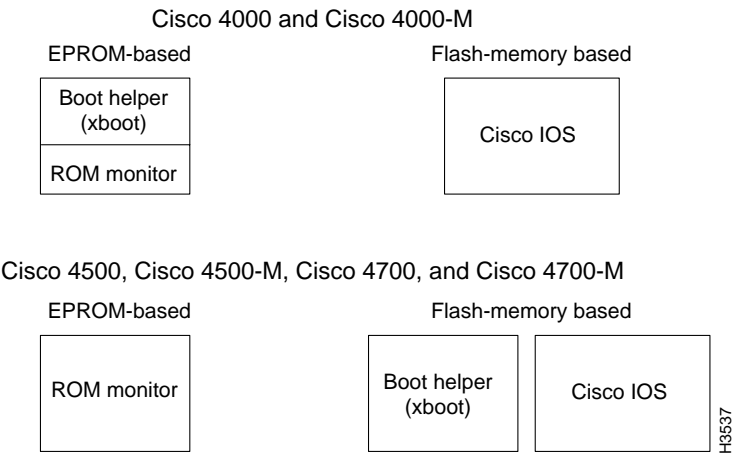 Cisco 4000 and Cisco 4000-M
EPROM-based
Flash-memory based
Boot helper
(xboot)
ROM monitor
Cisco IOS
Cisco 4500, Cisco 4500-M, Cisco 4700, and Cisco 4700-M
EPROM-based
Flash-memory based
ROM monitor
Boot helper
(xboot)
Cisco IOS
H3537